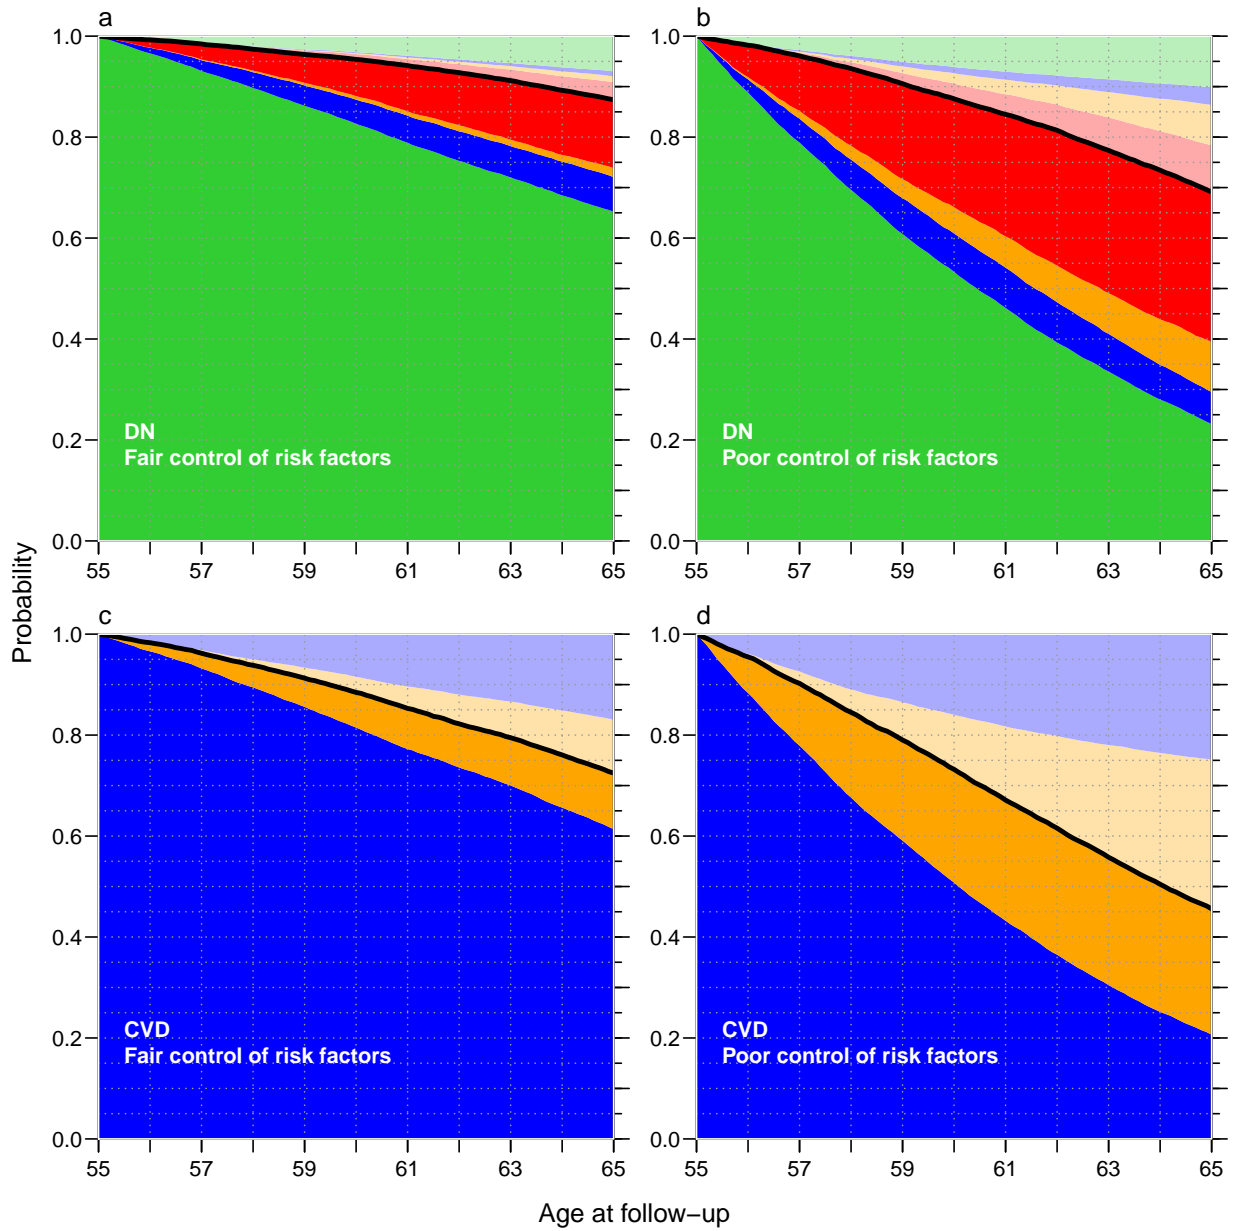 a
1.0
0.8
0.6
0.4
0.2
0.0
DN
Fair control of risk factors
55 57 59 61 63 65
b
1.0
0.8
0.6
0.4
0.2
0.0
DN
Poor control of risk factors
55 57 59 61 63 65
Probability
c
1.0
0.8
0.6
0.4
0.2
0.0
CVD
Fair control of risk factors
55 57 59 61 63 65
d
1.0
0.8
0.6
0.4
0.2
0.0
CVD
Poor control of risk factors
55 57 59 61 63 65
Age at follow−up